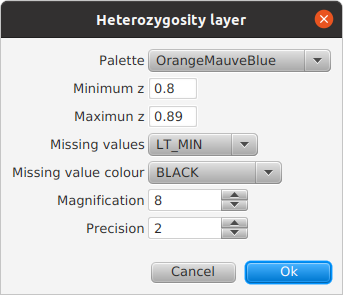 Heterozygosity layer
Palette OrangeMauveBlue
Minimum z 0.8
Maximun z 0.89
Missing values LT_MIN
Missing value colour BLACK
Magnification 8
Precision 2
Cancel Ok